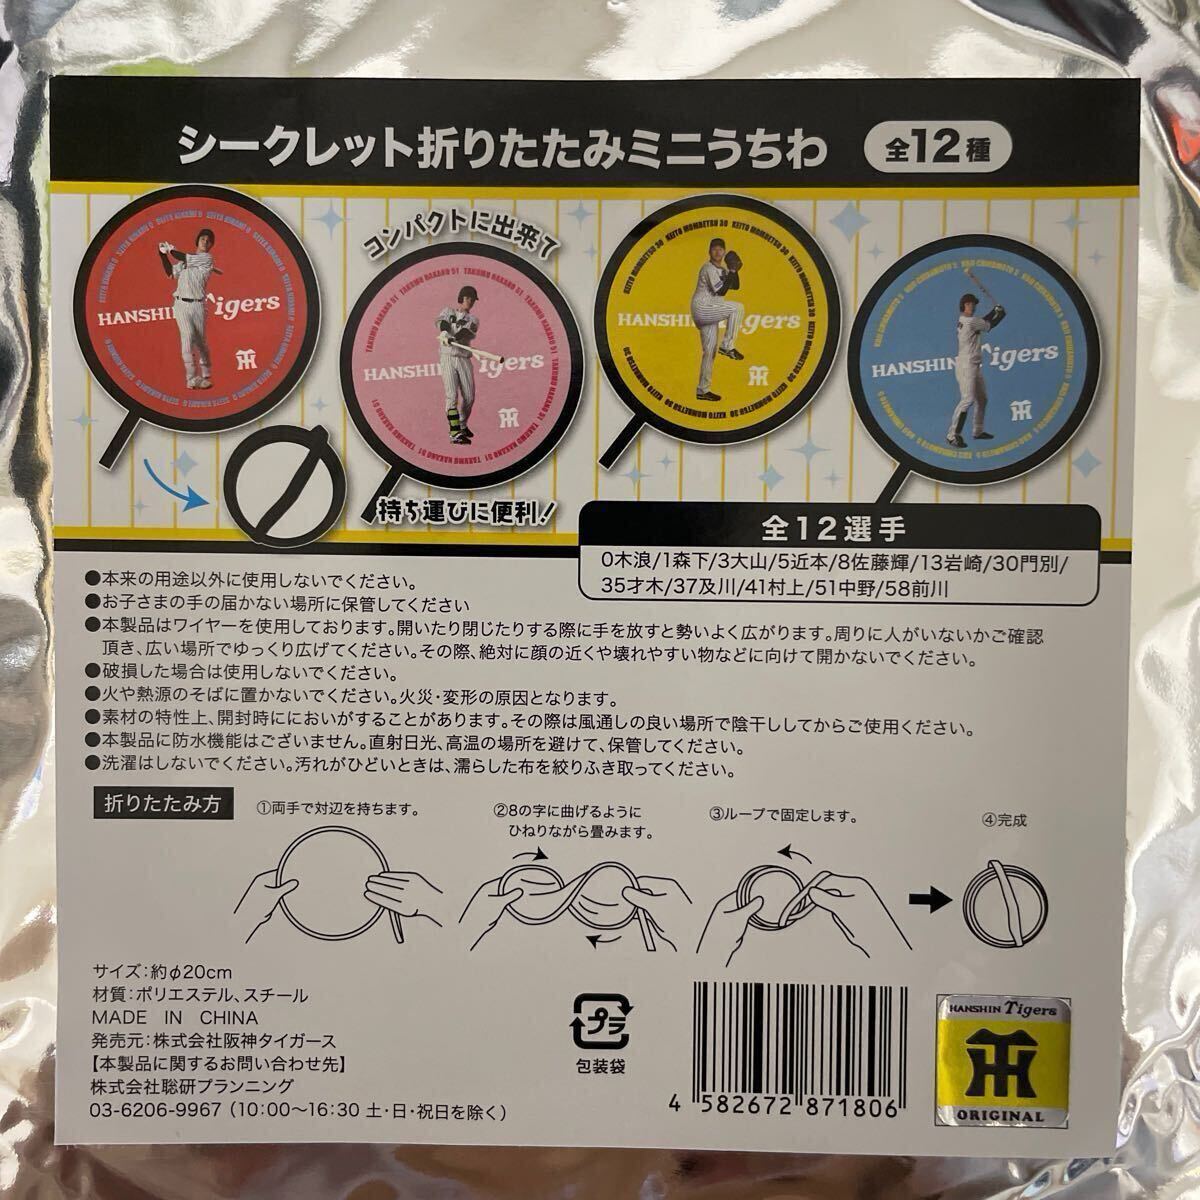 シークレット折りたたみミニうちわ 全12種
コンパクトに出来て
SEIYA KINAMI 0
HANSHIN Tigers
TAKUMU NAKANO 51
HANSHIN Tigers
KEITO MOMBETSU 30
HANSHIN Tigers
HANSHIN Tigers
持ち運びに便利!
全12選手
0木浪/1森下/3大山/5近本/8佐藤輝/13岩崎/30門別/
35才木/37及川/41村上/51中野/58前川
●本来の用途以外に使用しないでください。
●お子さまの手の届かない場所に保管してください
●本製品はワイヤーを使用しております。開いたり閉じたりする際に手を放すと勢いよく広がります。周りに人がいないかご確認
頂き、広い場所でゆっくり広げてください。その際、絶対に顔の近くや壊れやすい物などに向けて開かないでください。
●破損した場合は使用しないでください。
●火や熱源のそばに置かないでください。火災・変形の原因となります。
●素材の特性上、開封時ににおいがすることがあります。その際は風通しの良い場所で陰干ししてからご使用ください。
●本製品に防水機能はございません。直射日光、高温の場所を避けて、保管してください。
●洗濯はしないでください。汚れがひどいときは、濡らした布を絞りふき取ってください。
折りたたみ方
①両手で対辺を持ちます。
②8の字に曲げるように
ひねりながら畳みます。
③ループで固定します。
④完成
サイズ:約φ20cm
材質:ポリエステル、スチール
MADE IN CHINA
発売元:株式会社阪神タイガース
【本製品に関するお問い合わせ先】
株式会社聡研プランニング
03-6206-9967 (10:00〜16:30 土・日・祝日を除く)
プラ
包装袋
4 582672 871806
HANSHIN Tigers
ORIGINAL